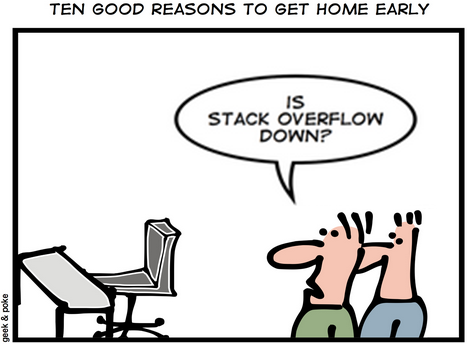 TEN GOOD REASONS TO GET HOME EARLY
IS
STACK OVERFLOW
DOWN?
geek & poke